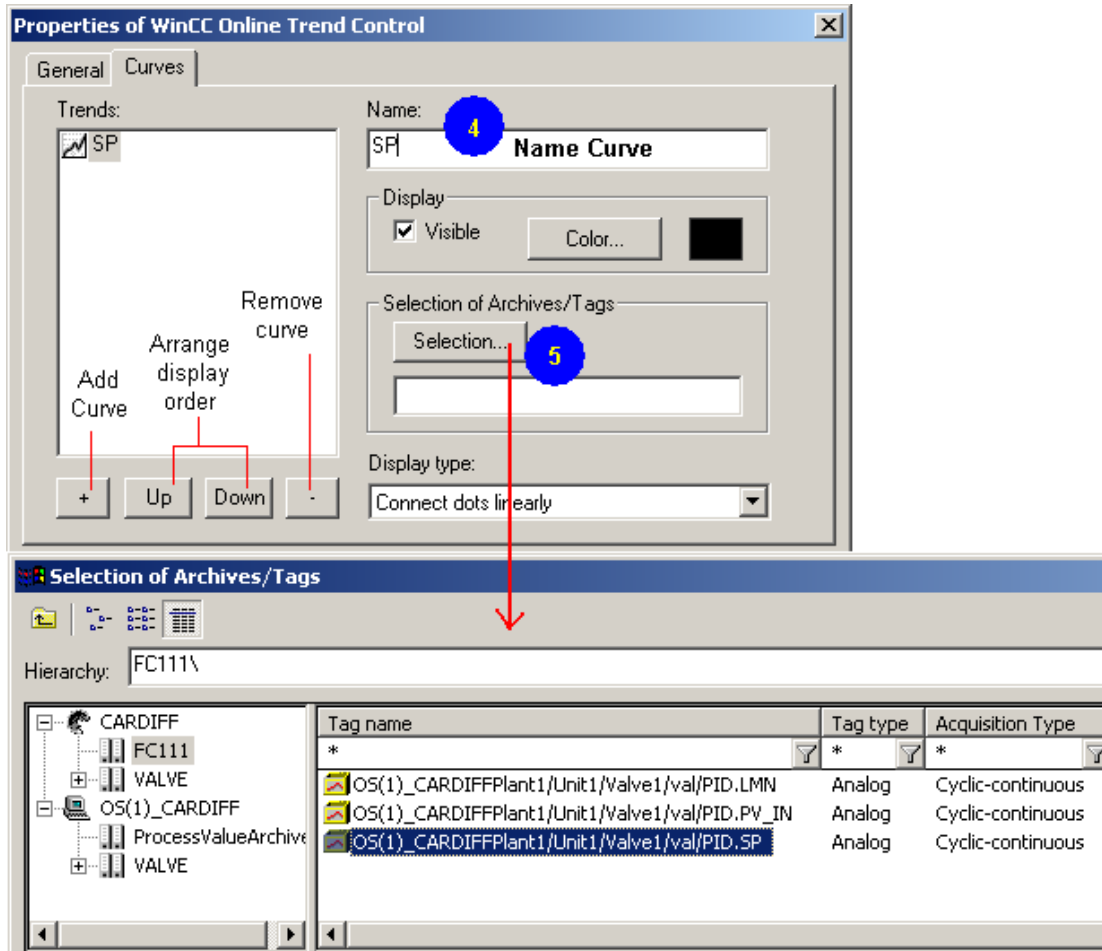 Properties of WinCC Online Trend Control
General Curves
Trends:
SP
Name:
4
SP Name Curve
Display
Visible
Color...
Selection of Archives/Tags
Selection...
5
Remove
curve
Arrange
display
order
Add
Curve
+ Up Down -
Display type:
Connect dots linearly
Selection of Archives/Tags
Hierarchy: FC111\
CARDIFF
FC111
VALVE
OS(1)_CARDIFF
ProcessValueArchive
VALVE
Tag name Tag type Acquisition Type
* * *
OS(1)_CARDIFFPlant1/Unit1/Valve1/val/PID.LMN Analog Cyclic-continuous
OS(1)_CARDIFFPlant1/Unit1/Valve1/val/PID.PV_IN Analog Cyclic-continuous
OS(1)_CARDIFFPlant1/Unit1/Valve1/val/PID.SP Analog Cyclic-continuous